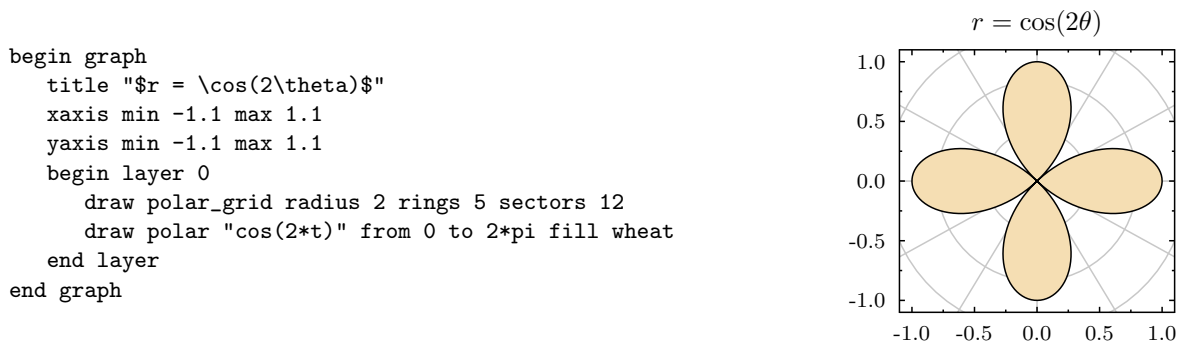 begin graph
   title "$r = \cos(2\theta)$"
   xaxis min -1.1 max 1.1
   yaxis min -1.1 max 1.1
   begin layer 0
      draw polar_grid radius 2 rings 5 sectors 12
      draw polar "cos(2*t)" from 0 to 2*pi fill wheat
   end layer
end graph
r = cos(2θ)
1.0
0.5
0.0
-0.5
-1.0
-1.0 -0.5 0.0 0.5 1.0